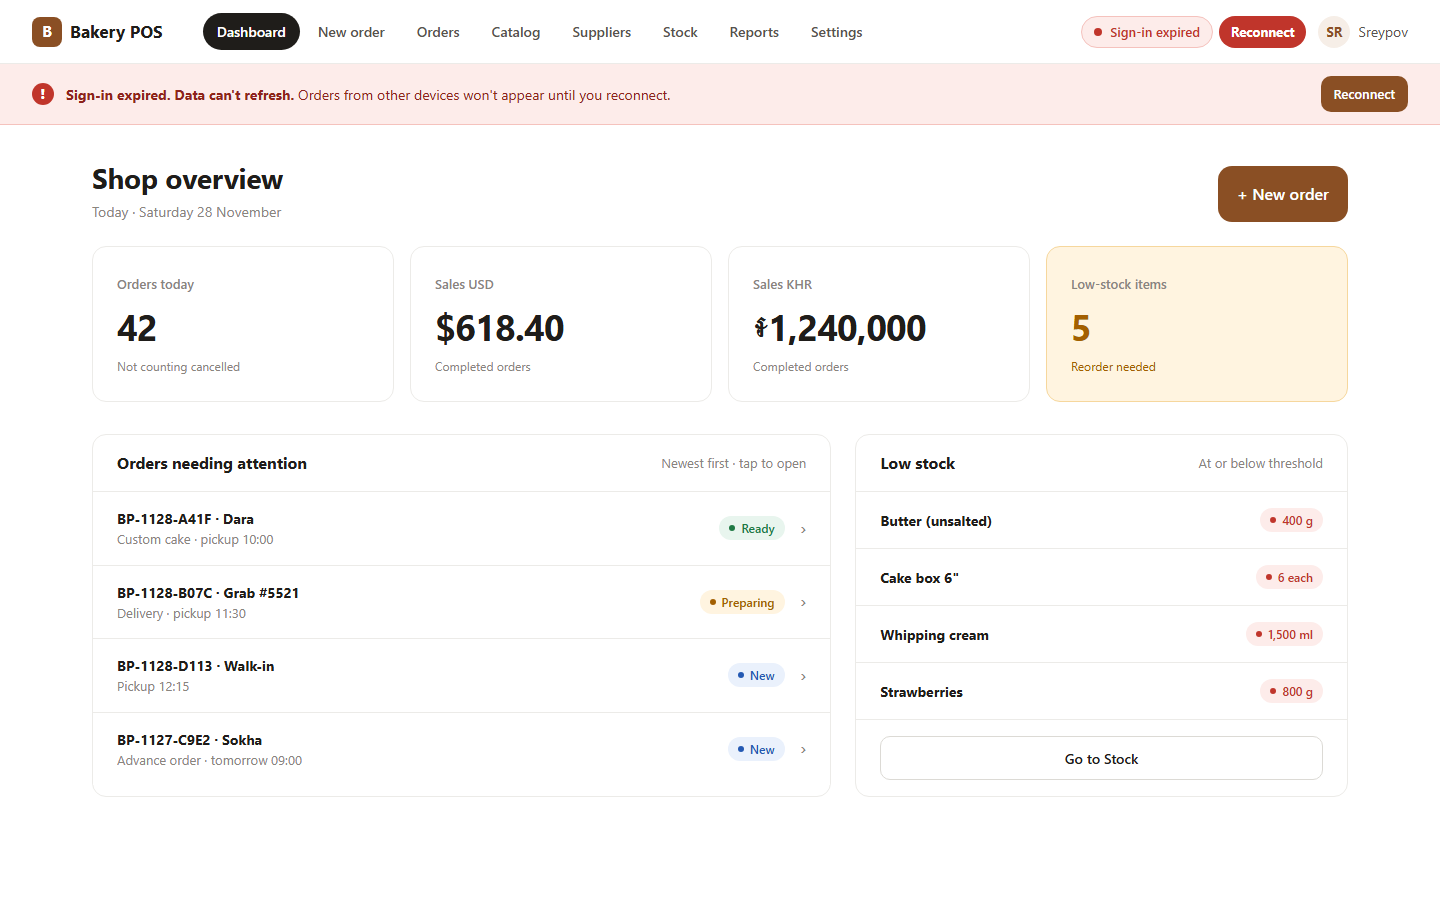 B Bakery POS Dashboard New order Orders Catalog Suppliers Stock Reports Settings Sign-in expired Reconnect SR Sreypov
! Sign-in expired. Data can't refresh. Orders from other devices won't appear until you reconnect. Reconnect
Shop overview
Today · Saturday 28 November
+ New order
Orders today
42
Not counting cancelled
Sales USD
$618.40
Completed orders
Sales KHR
៛1,240,000
Completed orders
Low-stock items
5
Reorder needed
Orders needing attention Newest first · tap to open
BP-1128-A41F · Dara
Custom cake · pickup 10:00
Ready ›
BP-1128-B07C · Grab #5521
Delivery · pickup 11:30
Preparing ›
BP-1128-D113 · Walk-in
Pickup 12:15
New ›
BP-1127-C9E2 · Sokha
Advance order · tomorrow 09:00
New ›
Low stock At or below threshold
Butter (unsalted) 400 g
Cake box 6" 6 each
Whipping cream 1,500 ml
Strawberries 800 g
Go to Stock